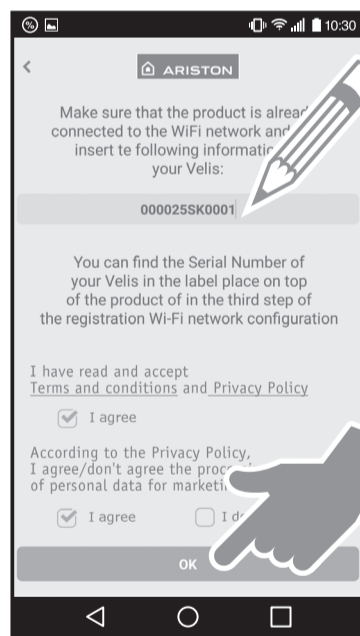 10:30
ARISTON
Make sure that the product is alread
connected to the WiFi network and
insert te following informatio
your Velis:
000025SK0001
You can find the Serial Number of
your Velis in the label place on top
of the product of in the third step of
the registration Wi-Fi network configuration
I have read and accept
Terms and conditions and Privacy Policy
I agree
According to the Privacy Policy,
I agree/don't agree the proc
of personal data for marketi
I agree
I d
OK